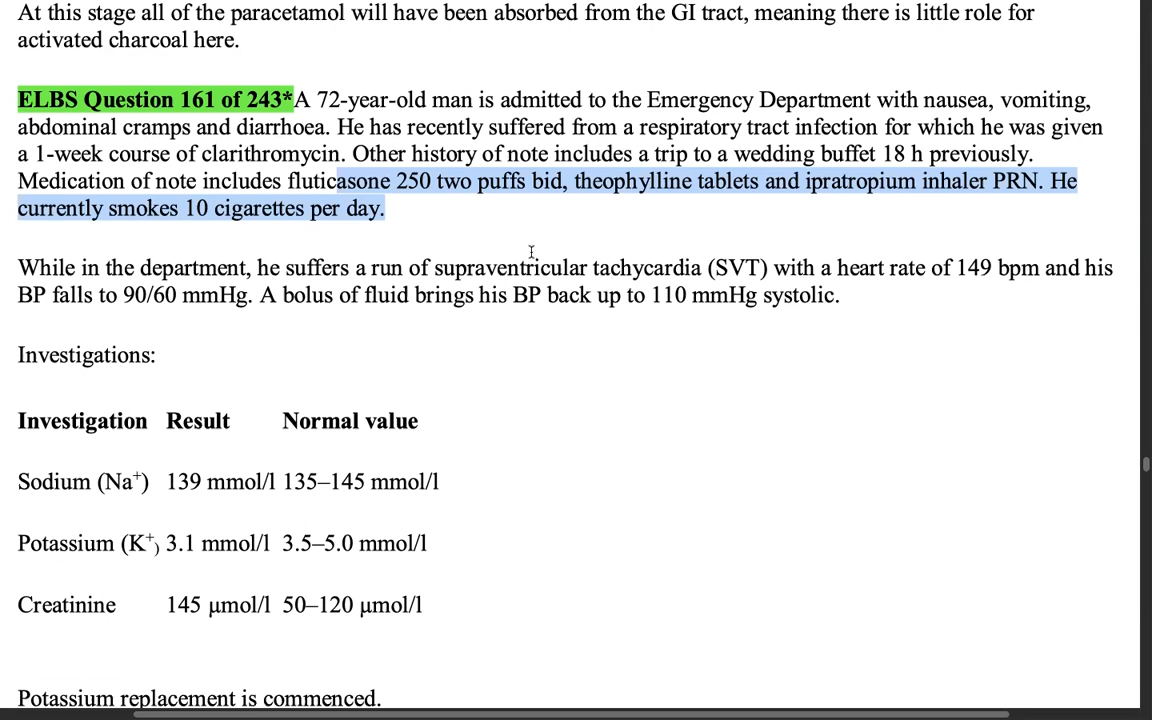 At this stage all of the paracetamol will have been absorbed from the GI tract, meaning there is little role for
activated charcoal here.
ELBS Question 161 of 243*A 72-year-old man is admitted to the Emergency Department with nausea, vomiting,
abdominal cramps and diarrhoea. He has recently suffered from a respiratory tract infection for which he was given
a 1-week course of clarithromycin. Other history of note includes a trip to a wedding buffet 18 h previously.
Medication of note includes fluticasone 250 two puffs bid, theophylline tablets and ipratropium inhaler PRN. He
currently smokes 10 cigarettes per day.
While in the department, he suffers a run of supraventricular tachycardia (SVT) with a heart rate of 149 bpm and his
BP falls to 90/60 mmHg. A bolus of fluid brings his BP back up to 110 mmHg systolic.
Investigations:
Investigation Result Normal value
Sodium (Na⁺) 139 mmol/l 135–145 mmol/l
Potassium (K⁺) 3.1 mmol/l 3.5–5.0 mmol/l
Creatinine 145 μmol/l 50–120 μmol/l
Potassium replacement is commenced.